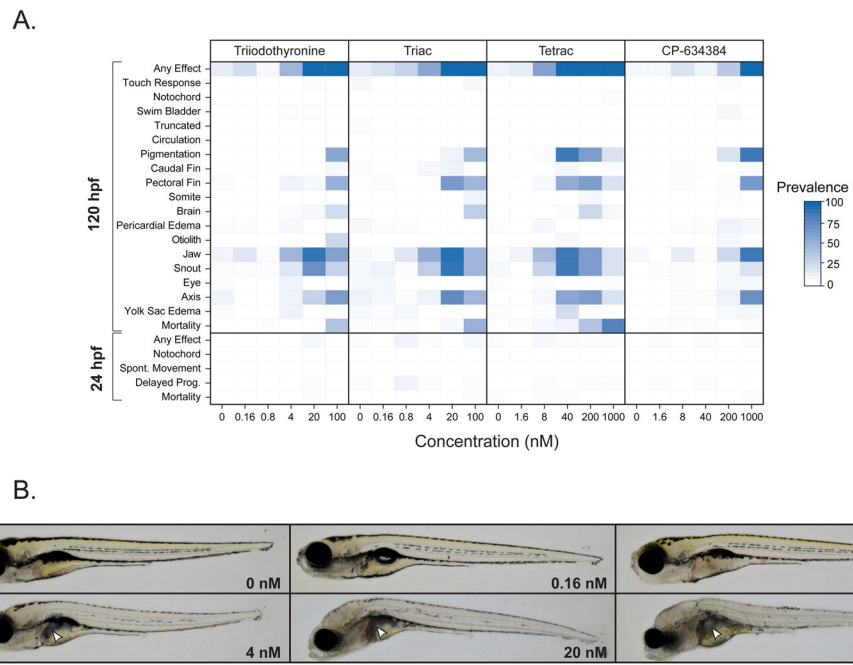 A.
Triiodothyronine Triac Tetrac CP-634384
120 hpf
Any Effect
Touch Response
Notochord
Swim Bladder
Truncated
Circulation
Pigmentation
Caudal Fin
Pectoral Fin
Somite
Brain
Pericardial Edema
Otiolith
Jaw
Snout
Eye
Axis
Yolk Sac Edema
Mortality
24 hpf
Any Effect
Notochord
Spont. Movement
Delayed Prog.
Mortality
Prevalence
100
75
50
25
0
0 0.16 0.8 4 20 100 0 0.16 0.8 4 20 100 0 1.6 8 40 200 1000 0 1.6 8 40 200 1000
Concentration (nM)
B.
0 nM 0.16 nM
4 nM 20 nM